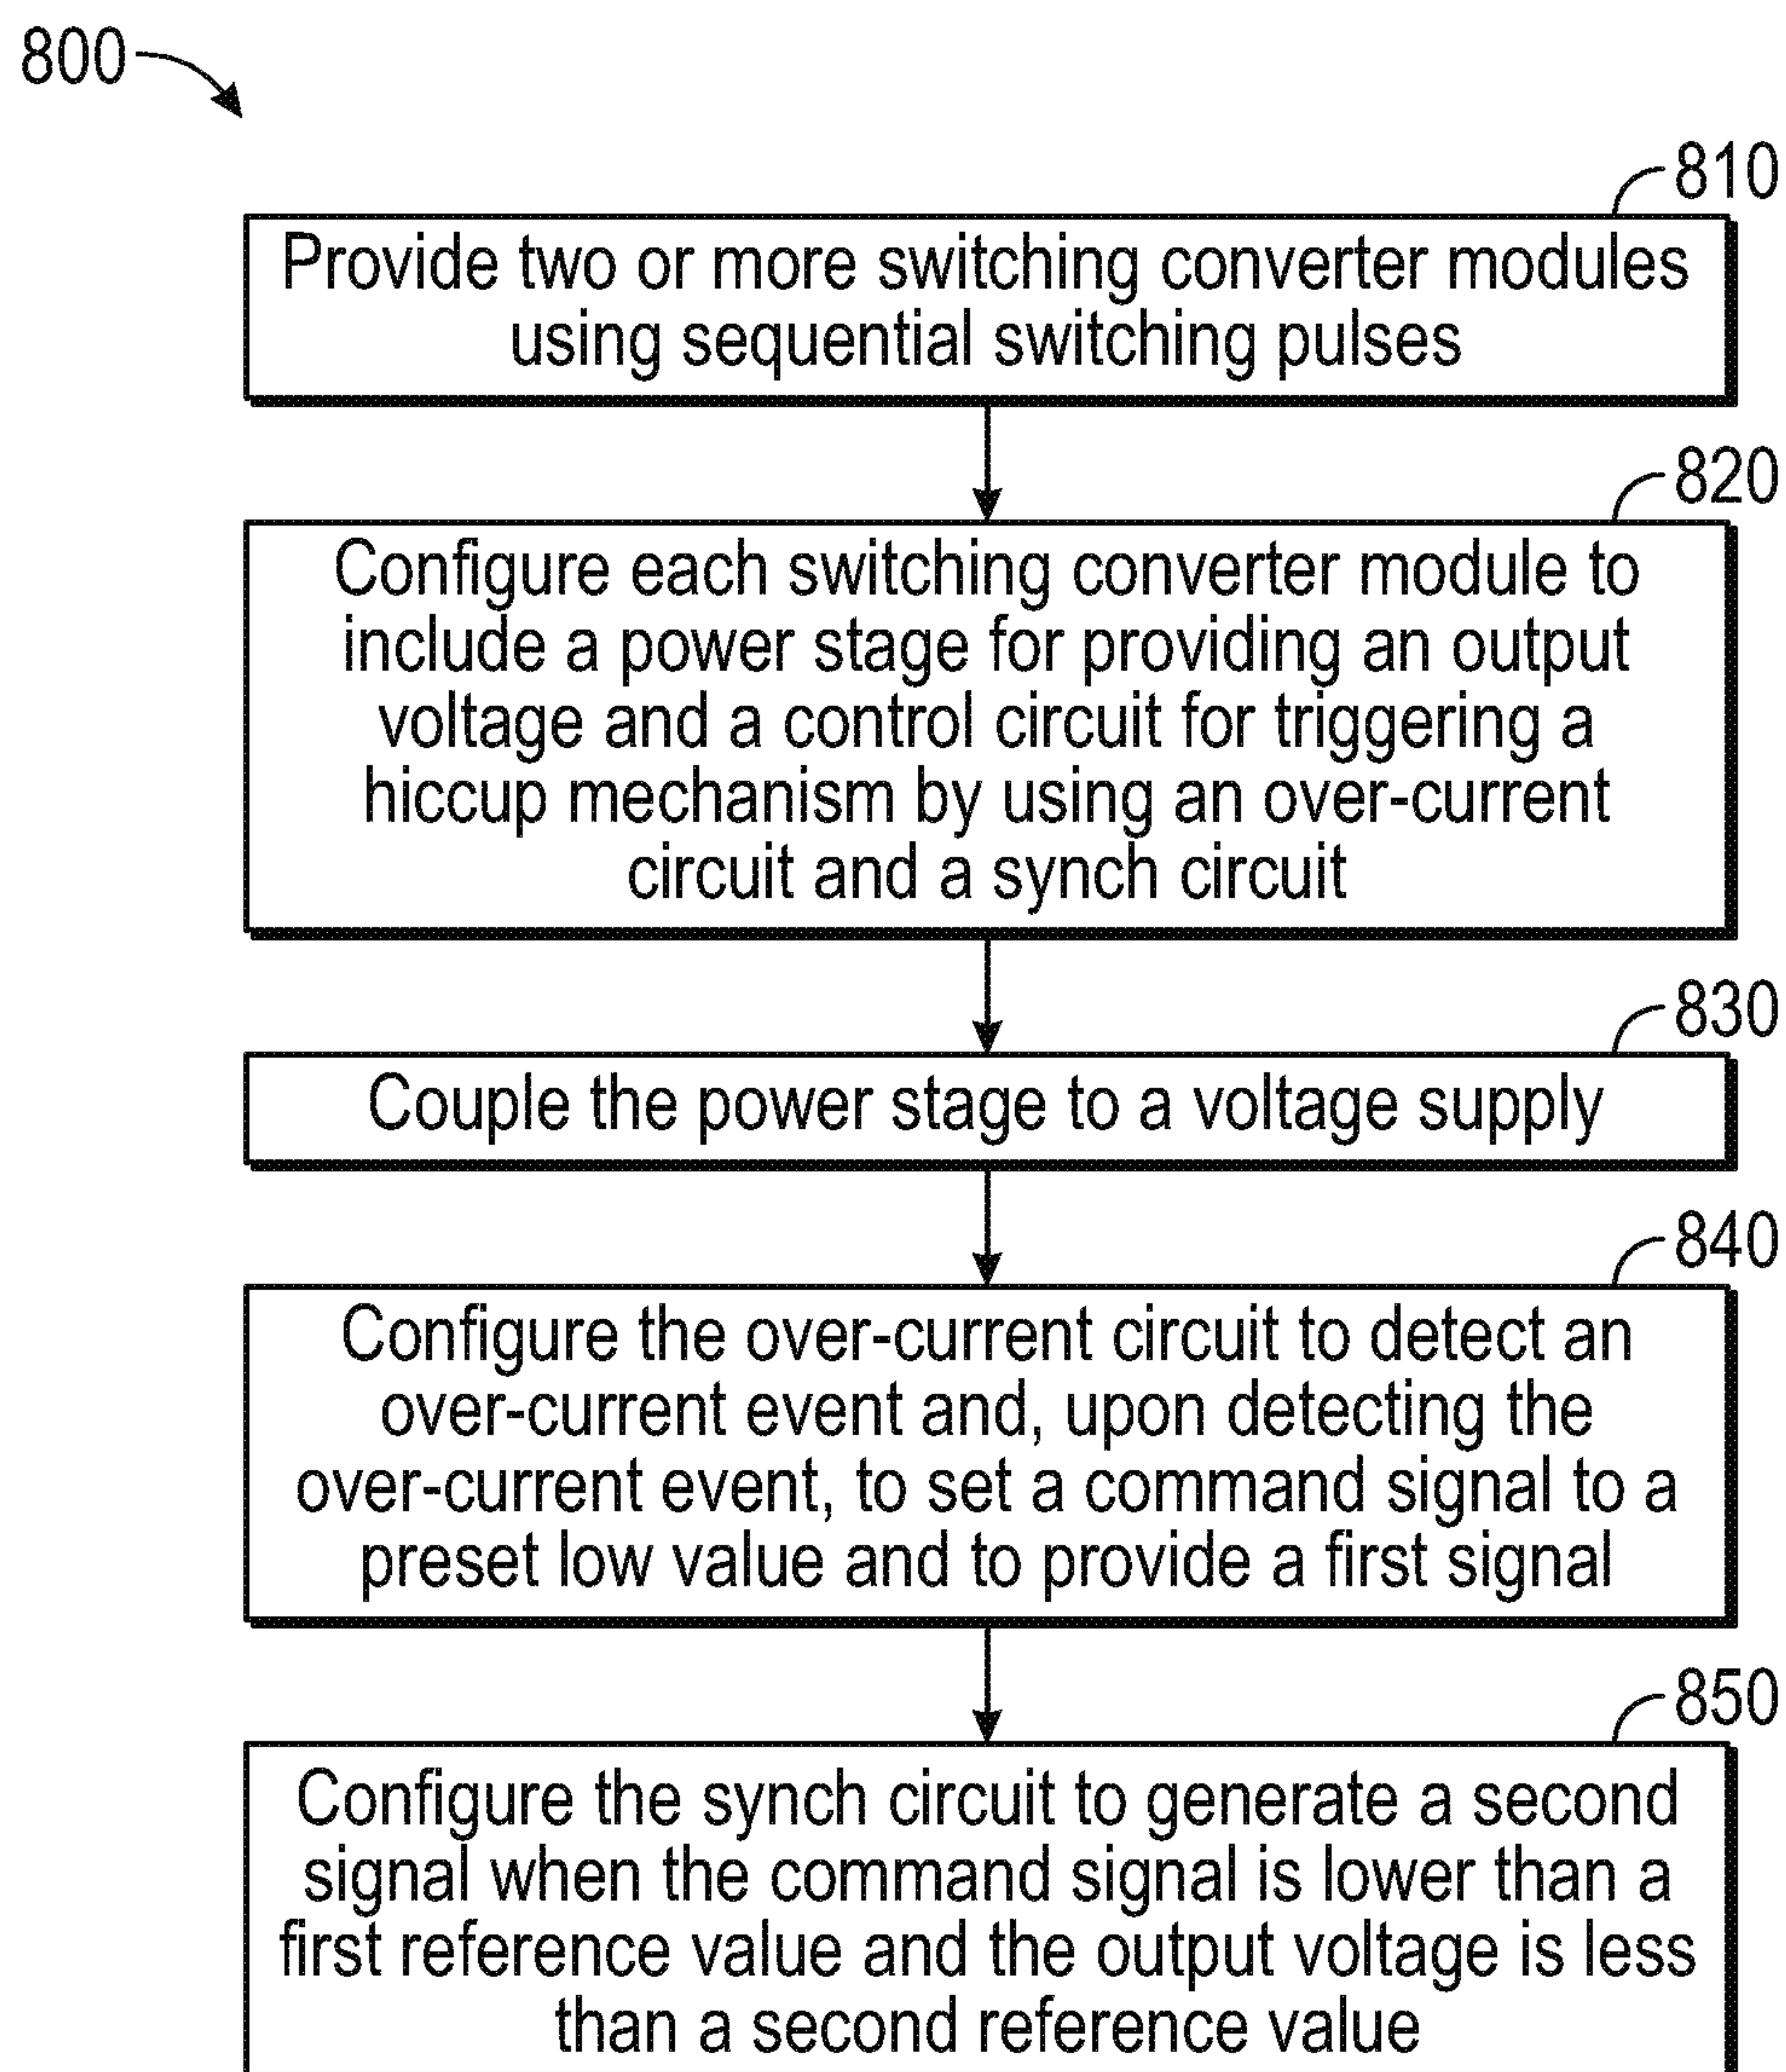 800
810
Provide two or more switching converter modules
using sequential switching pulses
820
Configure each switching converter module to
include a power stage for providing an output
voltage and a control circuit for triggering a
hiccup mechanism by using an over-current
circuit and a synch circuit
830
Couple the power stage to a voltage supply
840
Configure the over-current circuit to detect an
over-current event and, upon detecting the
over-current event, to set a command signal to a
preset low value and to provide a first signal
850
Configure the synch circuit to generate a second
signal when the command signal is lower than a
first reference value and the output voltage is less
than a second reference value